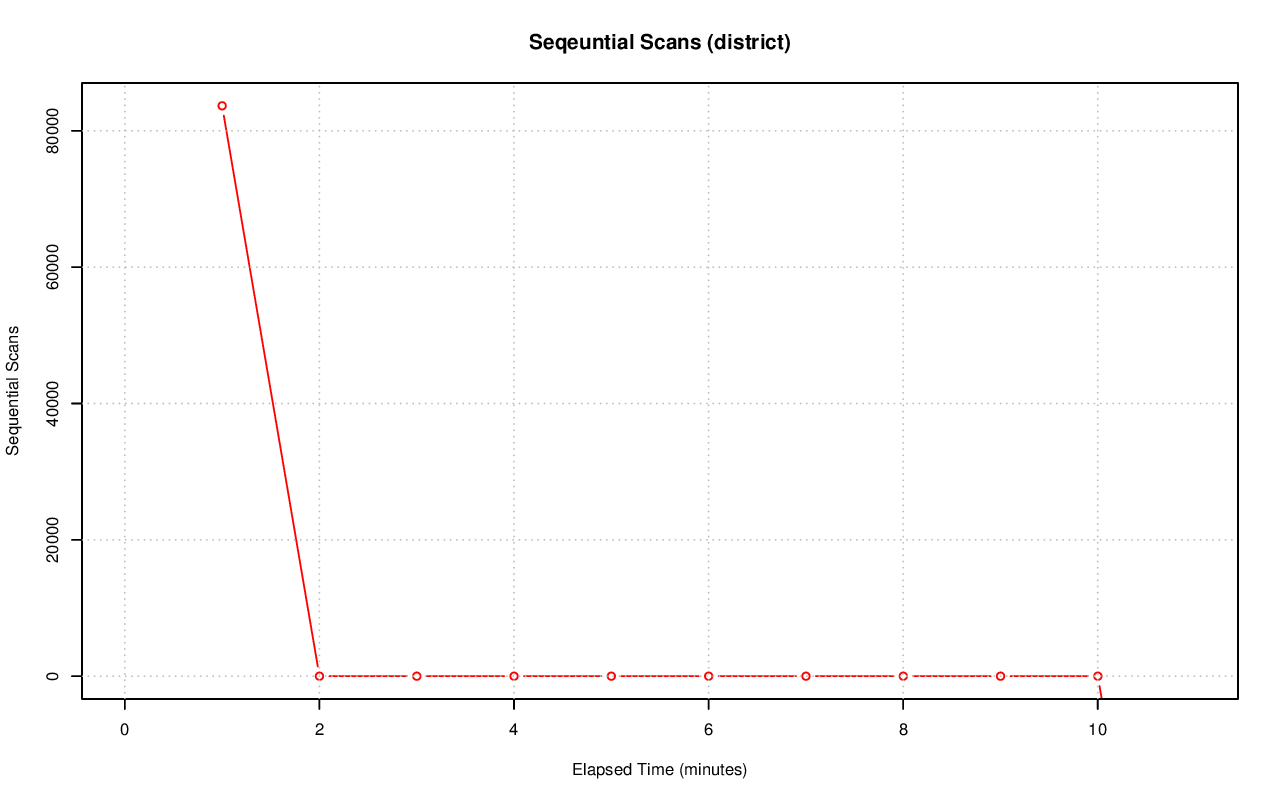 Seqeuntial Scans (district)
Sequential Scans
80000
60000
40000
20000
0
0 2 4 6 8 10
Elapsed Time (minutes)